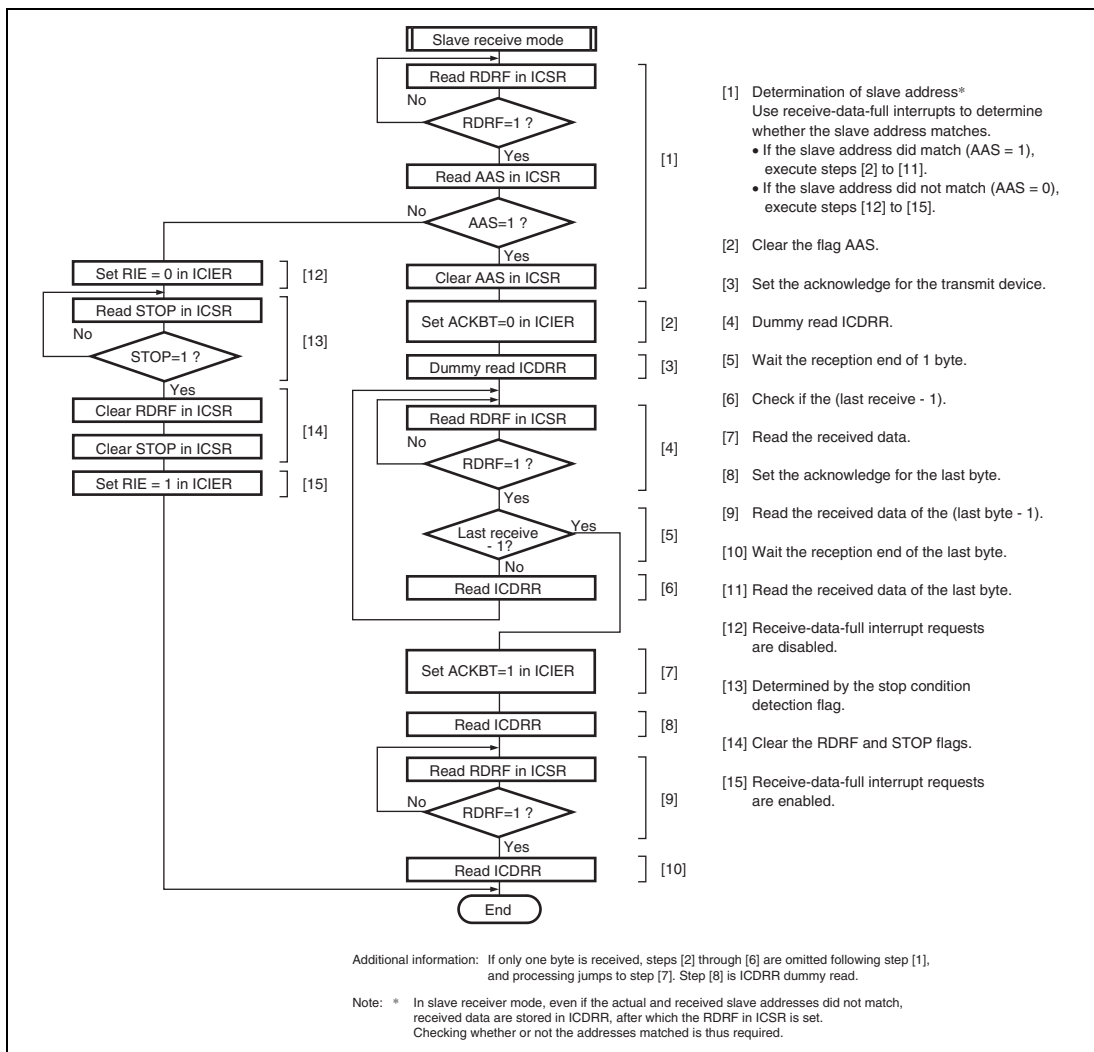 Slave receive mode
Read RDRF in ICSR
No
RDRF=1 ?
Yes
[1]
Read AAS in ICSR
No
AAS=1 ?
Yes
Clear AAS in ICSR
Set RIE = 0 in ICIER
[12]
Read STOP in ICSR
No
STOP=1 ?
[13]
Yes
Clear RDRF in ICSR
[14]
Clear STOP in ICSR
Set RIE = 1 in ICIER
[15]
Set ACKBT=0 in ICIER
[2]
Dummy read ICDRR
[3]
Read RDRF in ICSR
No
[4]
RDRF=1 ?
Yes
Last receive
- 1?
Yes
[5]
No
Read ICDRR
[6]
Set ACKBT=1 in ICIER
[7]
Read ICDRR
[8]
Read RDRF in ICSR
No
[9]
RDRF=1 ?
Yes
Read ICDRR
[10]
End
[1] Determination of slave address*
Use receive-data-full interrupts to determine
whether the slave address matches.
• If the slave address did match (AAS = 1),
execute steps [2] to [11].
• If the slave address did not match (AAS = 0),
execute steps [12] to [15].
[2] Clear the flag AAS.
[3] Set the acknowledge for the transmit device.
[4] Dummy read ICDRR.
[5] Wait the reception end of 1 byte.
[6] Check if the (last receive - 1).
[7] Read the received data.
[8] Set the acknowledge for the last byte.
[9] Read the received data of the (last byte - 1).
[10] Wait the reception end of the last byte.
[11] Read the received data of the last byte.
[12] Receive-data-full interrupt requests
are disabled.
[13] Determined by the stop condition
detection flag.
[14] Clear the RDRF and STOP flags.
[15] Receive-data-full interrupt requests
are enabled.
Additional information: If only one byte is received, steps [2] through [6] are omitted following step [1],
and processing jumps to step [7]. Step [8] is ICDRR dummy read.
Note: * In slave receiver mode, even if the actual and received slave addresses did not match,
received data are stored in ICDRR, after which the RDRF in ICSR is set.
Checking whether or not the addresses matched is thus required.